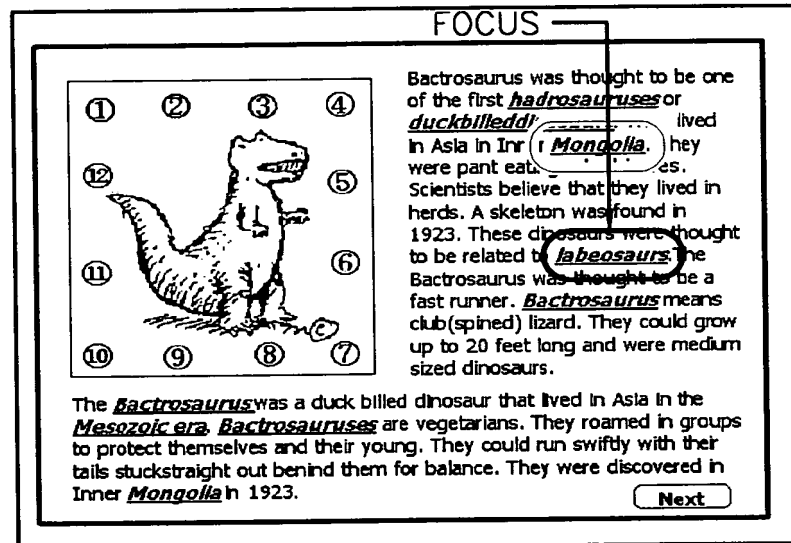 FOCUS
① ② ③ ④
⑫
⑤
⑪
⑥
⑩ ⑨ ⑧ ⑦
Bactrosaurus was thought to be one
of the first hadrosauruses or
duckbilleddi lived
in Asia in Inr r Mongolia. hey
were pant eati es.
Scientists believe that they lived in
herds. A skeleton was found in
1923. These dinosaurs were thought
to be related to labeosaurs. The
Bactrosaurus was thought to be a
fast runner. Bactrosaurus means
club(spined) lizard. They could grow
up to 20 feet long and were medium
sized dinosaurs.
The Bactrosaurus was a duck billed dinosaur that lived in Asia in the
Mesozoic era. Bactrosauruses are vegetarians. They roamed in groups
to protect themselves and their young. They could run swiftly with their
tails stuckstraight out benind them for balance. They were discovered in
Inner Mongolia in 1923.
Next